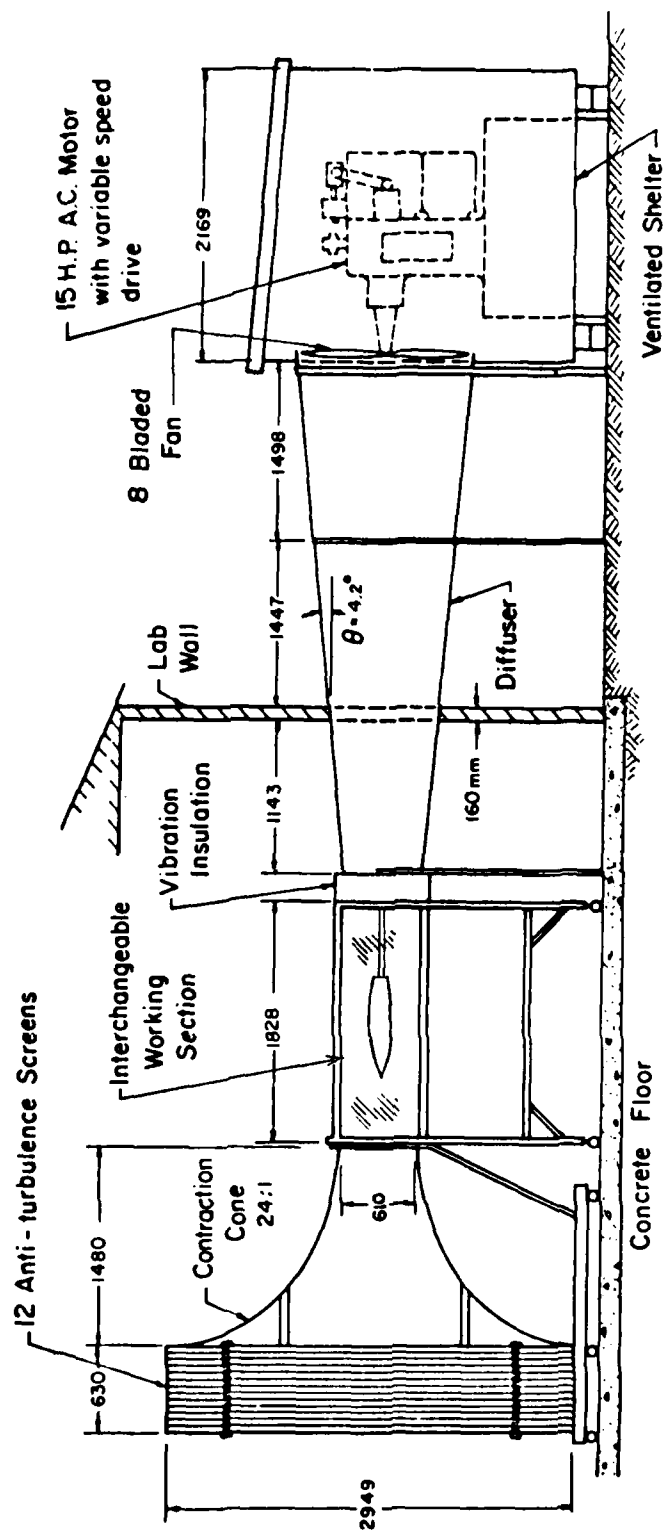 12 Anti-turbulence Screens
630
1480
Contraction
Cone
24:1
2949
610
Interchangeable
Working
Section
1828
Vibration
Insulation
1143
Lab
Wall
160mm
1447
θ=4.2°
Diffuser
1498
8 Bladed
Fan
2169
15 H.P. A.C. Motor
with variable speed
drive
Concrete Floor
Ventilated Shelter